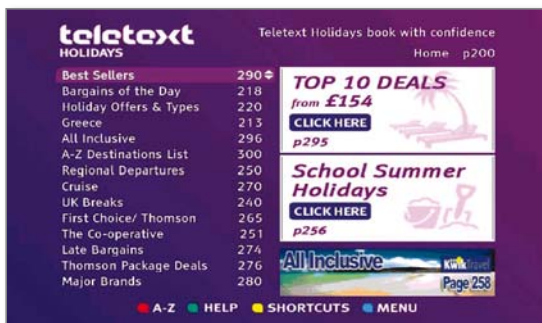 teletext
HOLIDAYS
Teletext Holidays book with confidence
Home p200
Best Sellers 290
Bargains of the Day 218
Holiday Offers & Types 220
Greece 213
All Inclusive 296
A-Z Destinations List 300
Regional Departures 250
Cruise 270
UK Breaks 240
First Choice/ Thomson 265
The Co-operative 251
Late Bargains 274
Thomson Package Deals 276
Major Brands 280
TOP 10 DEALS
from £154
CLICK HERE
p295
School Summer
Holidays
CLICK HERE
p256
All Inclusive
KwikTravel
Page 258
A-Z HELP SHORTCUTS MENU